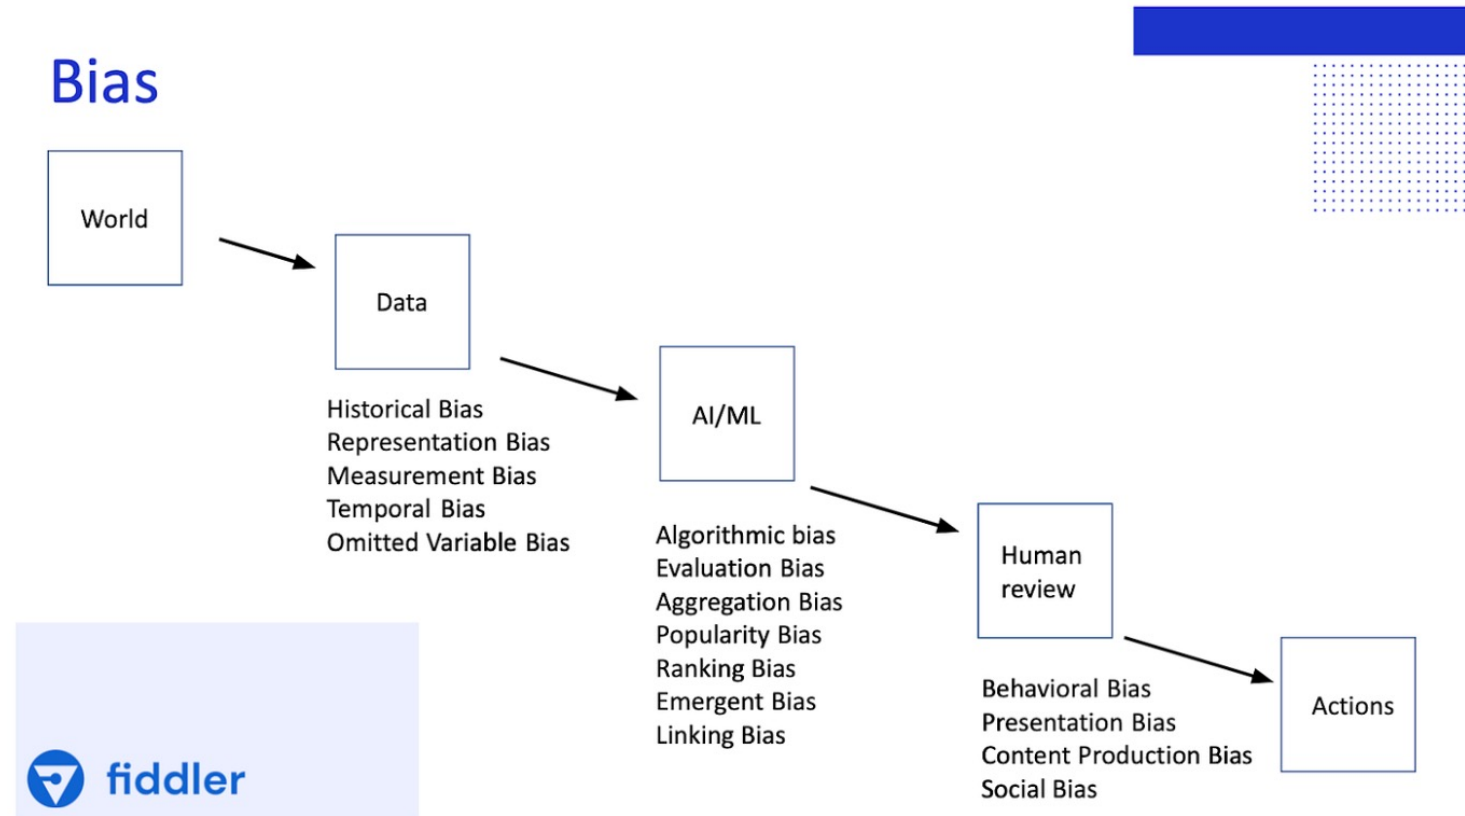 Bias
World
Data
Historical Bias
Representation Bias
Measurement Bias
Temporal Bias
Omitted Variable Bias
AI/ML
Algorithmic bias
Evaluation Bias
Aggregation Bias
Popularity Bias
Ranking Bias
Emergent Bias
Linking Bias
Human
review
Behavioral Bias
Presentation Bias
Content Production Bias
Social Bias
Actions
fiddler